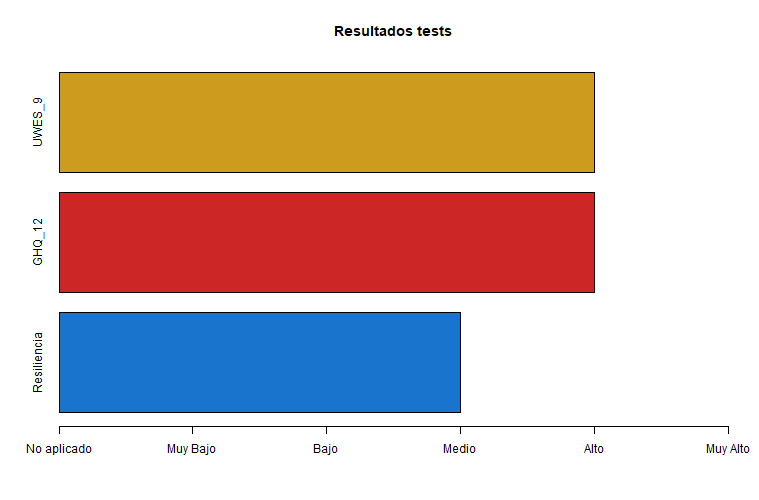 Resultados tests
UWES_9
GHQ_12
Resiliencia
No aplicado
Muy Bajo
Bajo
Medio
Alto
Muy Alto